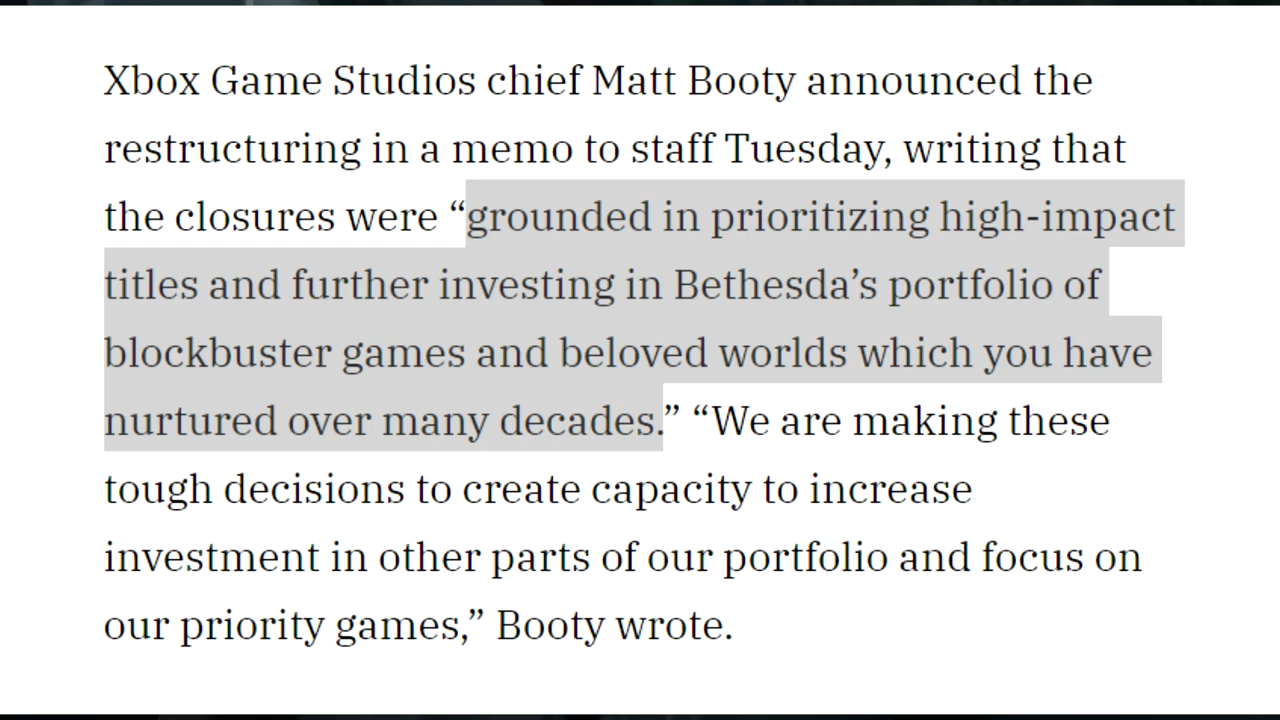 Xbox Game Studios chief Matt Booty announced the
restructuring in a memo to staff Tuesday, writing that
the closures were “grounded in prioritizing high-impact
titles and further investing in Bethesda’s portfolio of
blockbuster games and beloved worlds which you have
nurtured over many decades.” “We are making these
tough decisions to create capacity to increase
investment in other parts of our portfolio and focus on
our priority games,” Booty wrote.